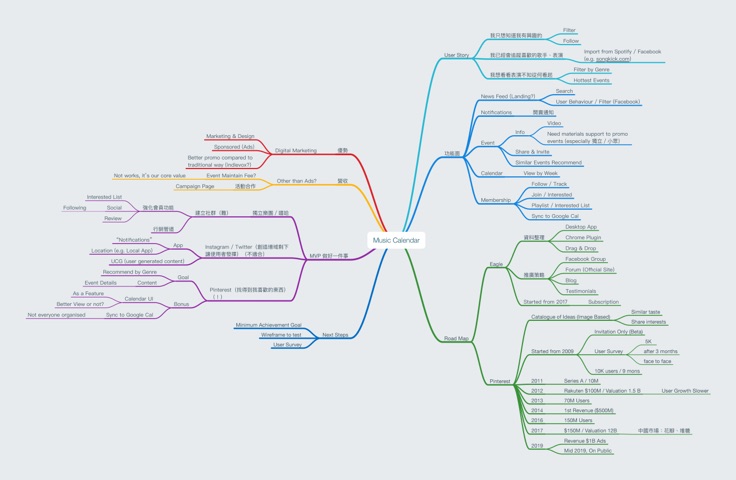 Music Calendar
User Story
我只想知道我有興趣的
Filter
Follow
我已經會追蹤喜歡的歌手、表演
Import from Spotify / Facebook
(e.g. songkick.com)
我想看看表演不知從何看起
Filter by Genre
Hottest Events
功能面
News Feed (Landing?)
Search
User Behaviour / Filter (Facebook)
Notifications
開賣通知
Event
Info
Video
Need materials support to promo
events (especially 獨立 / 小眾)
Share & Invite
Similar Events Recommend
Calendar
View by Week
Membership
Follow / Track
Join / Interested
Playlist / Interested List
Sync to Google Cal
Road Map
Eagle
資料整理
Desktop App
Chrome Plugin
Drag & Drop
推廣策略
Facebook Group
Forum (Official Site)
Blog
Testimonials
Started from 2017
Subscription
Pinterest
Catalogue of Ideas (Image Based)
Similar taste
Share interests
Started from 2009
Invitation Only (Beta)
User Survey
5K
after 3 months
face to face
10K users / 9 mons
2011
Series A / 10M
2012
Rakuten $100M / Valuation 1.5 B
User Growth Slower
2013
70M Users
2014
1st Revenue ($500M)
2016
150M Users
2017
$150M / Valuation 12B
中國市場：花瓣、堆糖
2019
Revenue $1B Ads
Mid 2019, On Public
優勢
Digital Marketing
Marketing & Design
Sponsored (Ads)
Better promo compared to
traditional way (indievox?)
營收
Other than Ads?
Event Maintain Fee?
Not works, it's our core value
活動合作
Campaign Page
MVP 做好一件事
獨立樂團 / 連結
建立社群（難）
強化會員功能
Social
Interested List
Following
Review
行銷管道
Instagram / Twitter（創造環境剩下
讓使用者發揮）（不適合）
App
"Notifications"
Location (e.g. Local App)
UCG (user generated content)
Pinterest（找得到我喜歡的東西）
（！）
Goal
Recommend by Genre
Content
Event Details
Bonus
Calendar UI
As a Feature
Better View or not?
Sync to Google Cal
Not everyone organised
Next Steps
Minimum Achievement Goal
Wireframe to test
User Survey